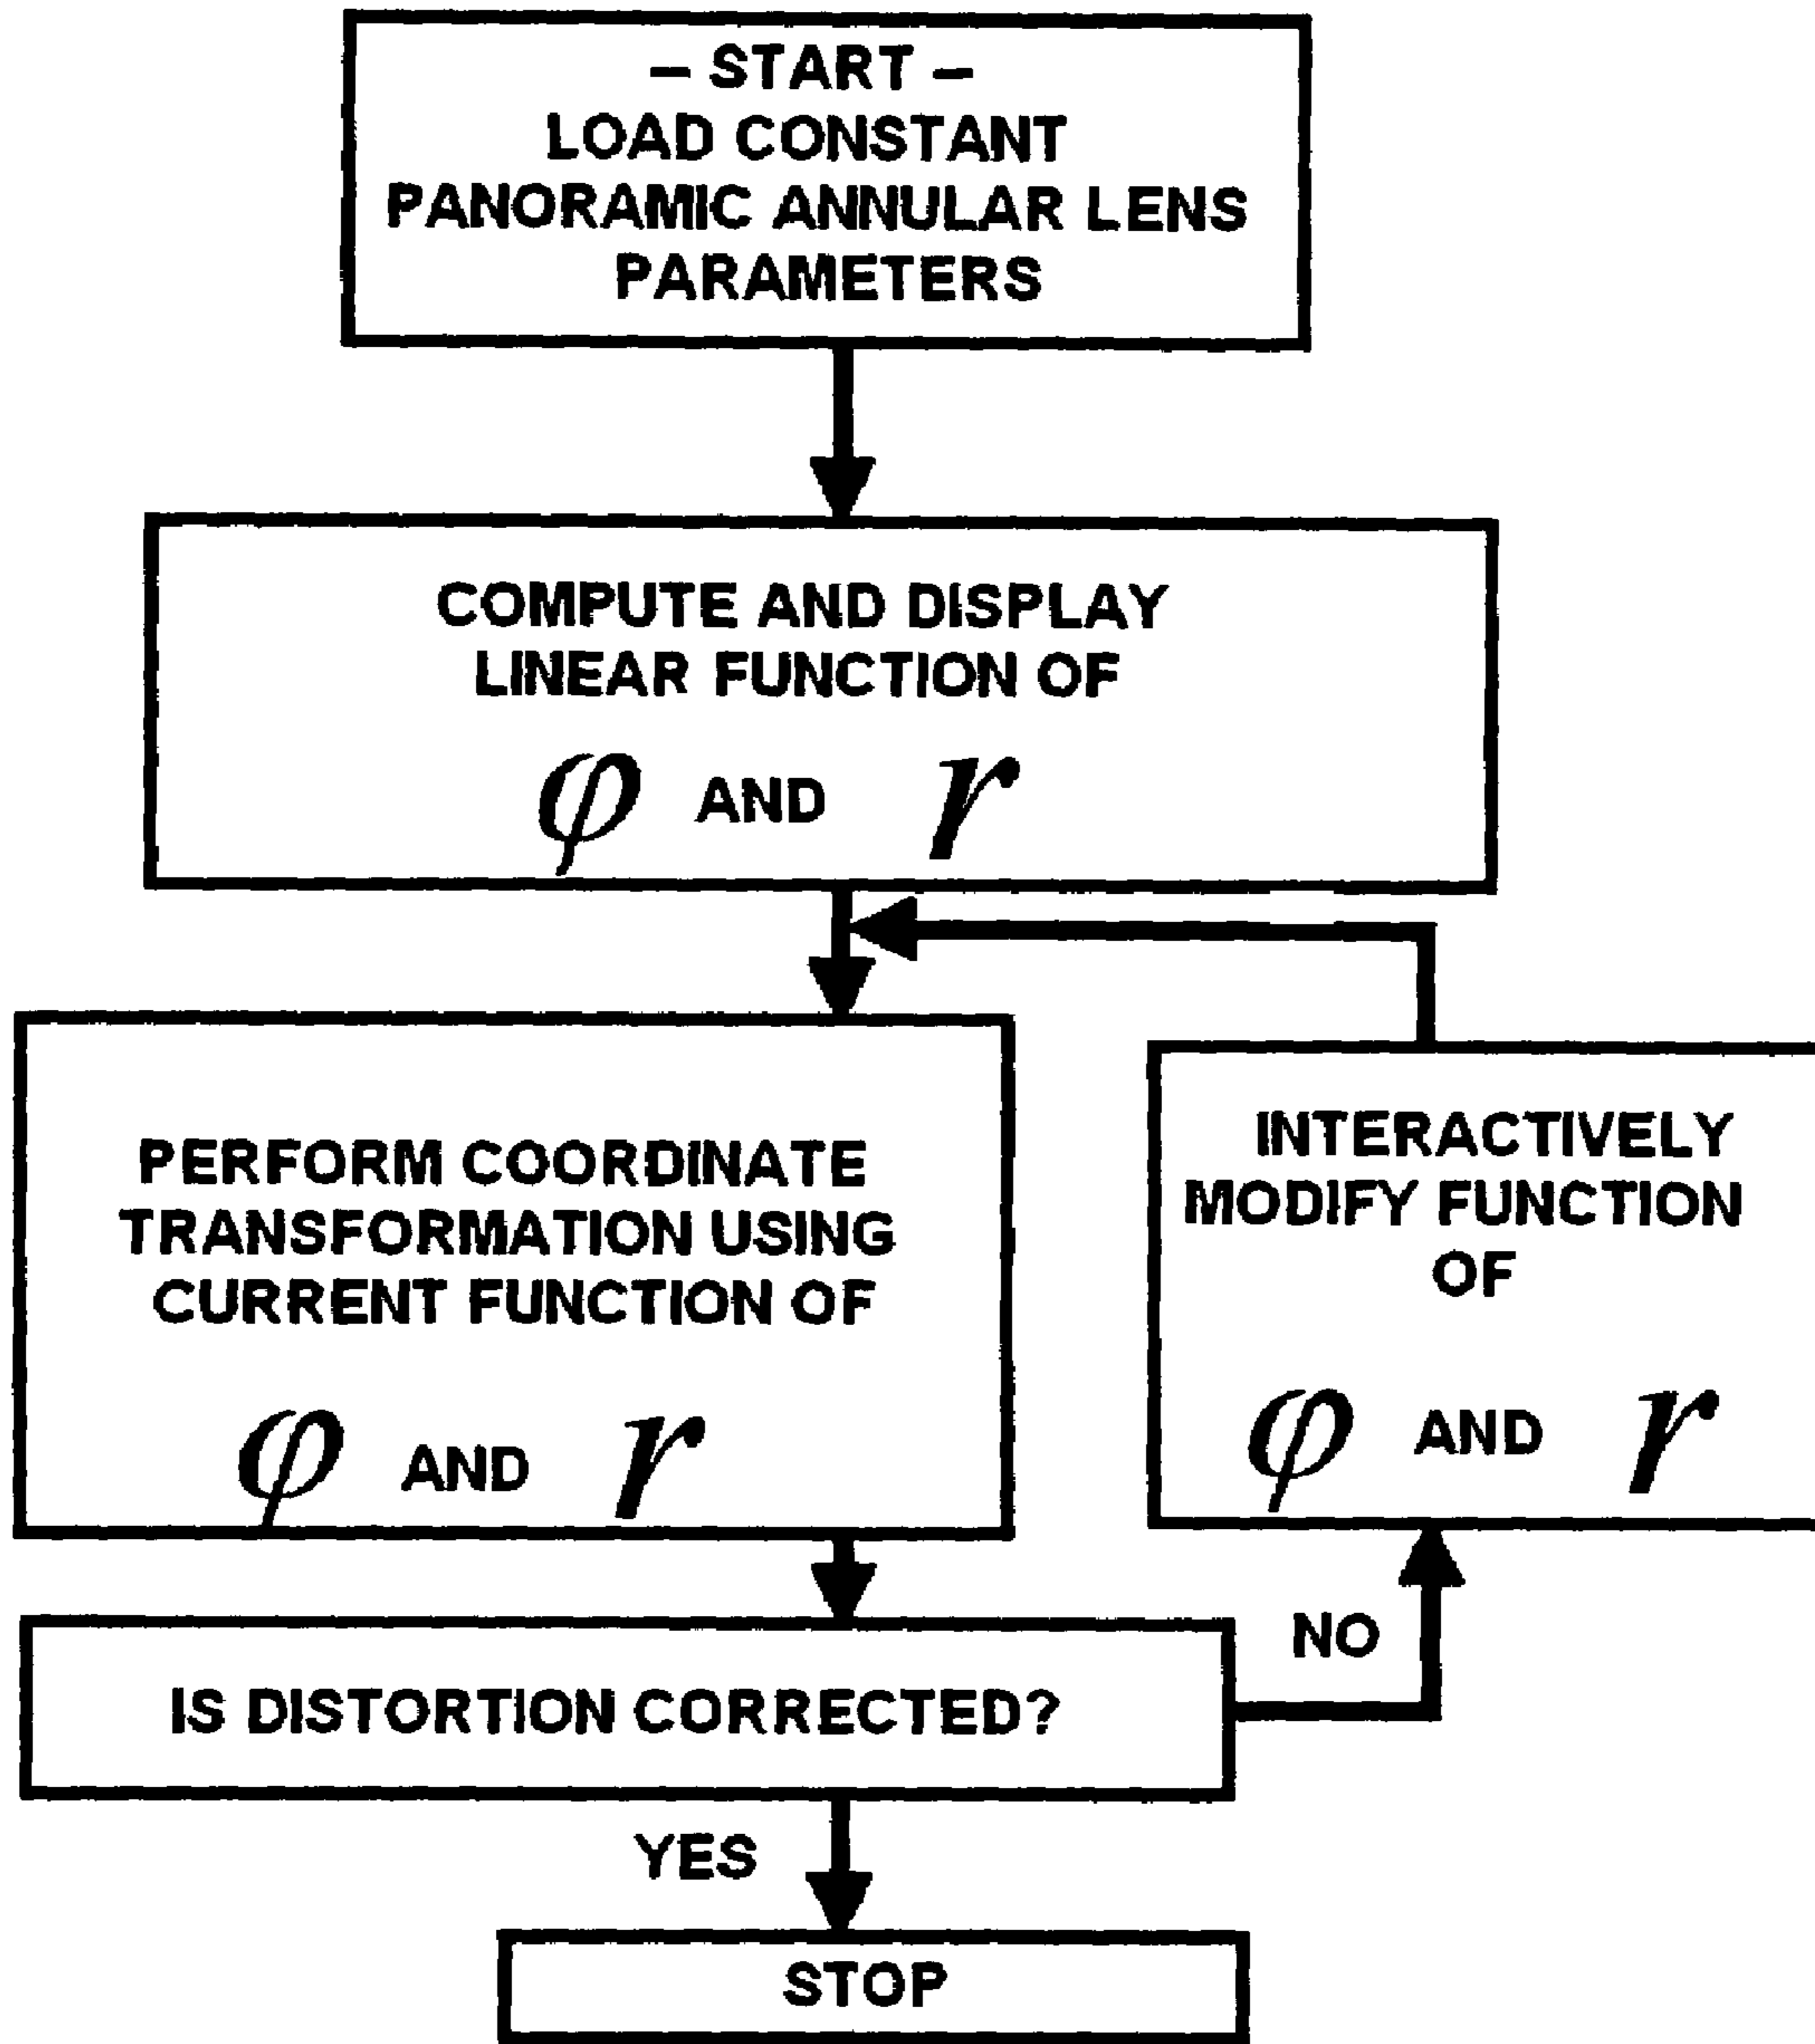 – START –
LOAD CONSTANT
PANORAMIC ANNULAR LENS
PARAMETERS
COMPUTE AND DISPLAY
LINEAR FUNCTION OF
φ AND r
PERFORM COORDINATE
TRANSFORMATION USING
CURRENT FUNCTION OF
φ AND r
INTERACTIVELY
MODIFY FUNCTION
OF
φ AND r
IS DISTORTION CORRECTED?
NO
YES
STOP